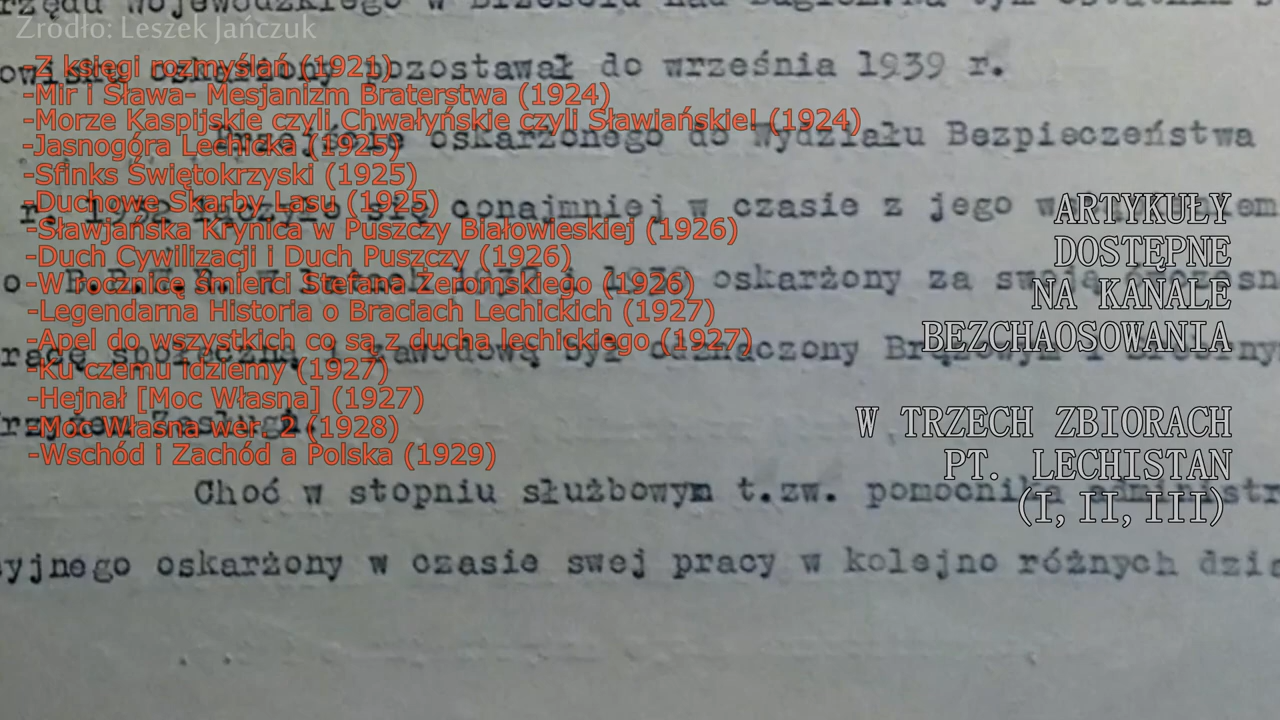 Źródło: Leszek Jańczuk
-Z księgi rozmyślań (1921)
-Mir i Sława- Mesjanizm Braterstwa (1924)
-Morze Kaspijskie czyli Chwałyńskie czyli Sławiańskie! (1924)
-Jasnogóra Lechicka (1925)
-Sfinks Świętokrzyski (1925)
-Duchowe Skarby Lasu (1925)
-Sławjańska Krynica w Puszczy Białowieskiej (1926)
-Duch Cywilizacji i Duch Puszczy (1926)
-W rocznicę śmierci Stefana Żeromskiego (1926)
-Legendarna Historia o Braciach Lechickich (1927)
-Apel do wszystkich co są z ducha lechickiego (1927)
-Ku czemu idziemy (1927)
-Hejnał [Moc Własna] (1927)
-Moc Własna wer. 2 (1928)
-Wschód i Zachód a Polska (1929)
ARTYKUŁY
DOSTĘPNE
NA KANALE
BEZCHAOSOWANIA
W TRZECH ZBIORACH
PT. LECHISTAN
(I, II, III)
oskarżony pozostawał do września 1939 r.
oskarżonego do Wydziału Bezpieczeństwa
conajmniej w czasie z jego
oskarżony za swoją
był odznaczony
Choć w stopniu służbowym t.zw. pomocnika
oskarżony w czasie swej pracy w kolejno różnych